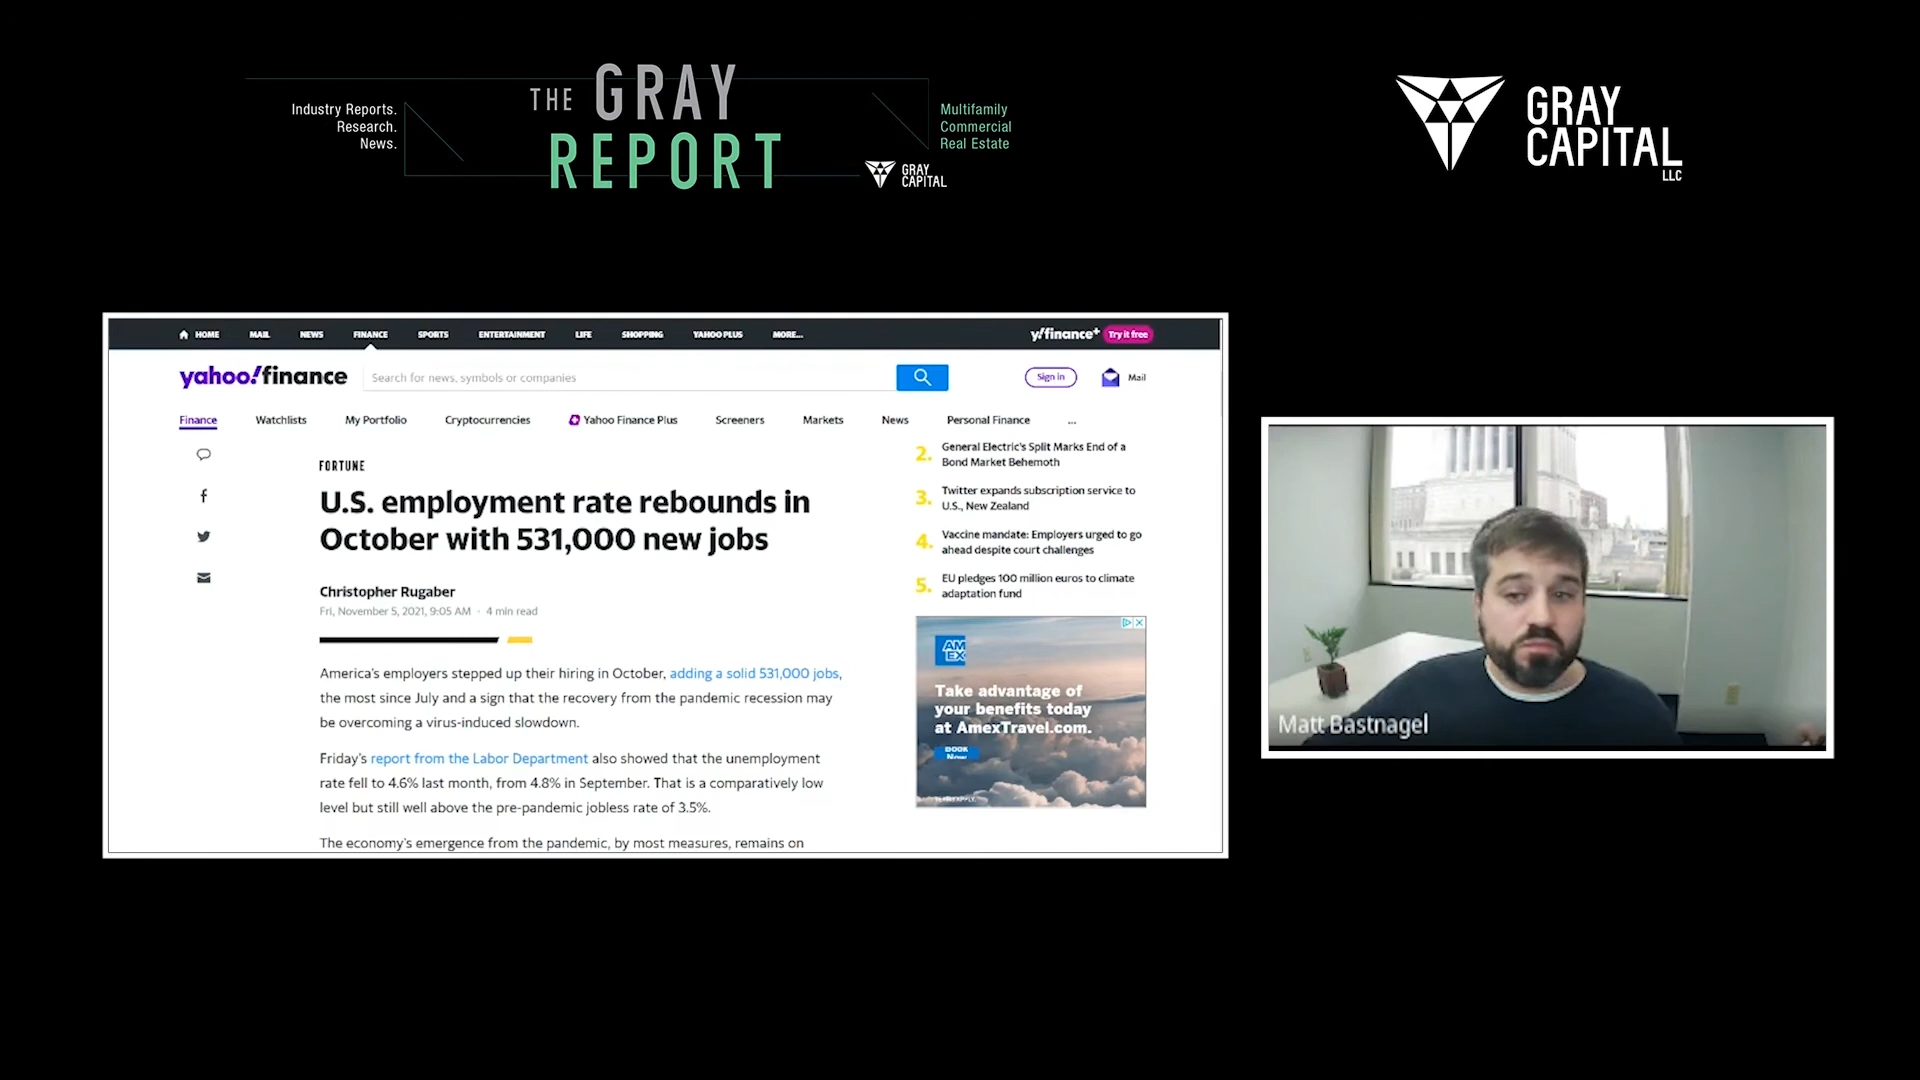 Industry Reports.
Research.
News.
THE GRAY
REPORT
Multifamily
Commercial
Real Estate
GRAY
CAPITAL
GRAY
CAPITAL
LLC
HOME MAIL NEWS FINANCE SPORTS ENTERTAINMENT LIFE SHOPPING YAHOO PLUS MORE...
y!finance+ Try it free
yahoo!finance
Search for news, symbols or companies
Sign in
Mail
Finance Watchlists My Portfolio Cryptocurrencies Yahoo Finance Plus Screeners Markets News Personal Finance ...
FORTUNE
U.S. employment rate rebounds in
October with 531,000 new jobs
Christopher Rugaber
Fri, November 5, 2021, 9:05 AM · 4 min read
America's employers stepped up their hiring in October, adding a solid 531,000 jobs,
the most since July and a sign that the recovery from the pandemic recession may
be overcoming a virus-induced slowdown.
Friday's report from the Labor Department also showed that the unemployment
rate fell to 4.6% last month, from 4.8% in September. That is a comparatively low
level but still well above the pre-pandemic jobless rate of 3.5%.
The economy's emergence from the pandemic, by most measures, remains on
2. General Electric's Split Marks End of a
Bond Market Behemoth
3. Twitter expands subscription service to
U.S., New Zealand
4. Vaccine mandate: Employers urged to go
ahead despite court challenges
5. EU pledges 100 million euros to climate
adaptation fund
AM
EX
Take advantage of
your benefits today
at AmexTravel.com.
BOOK
Now
Matt Bastnagel